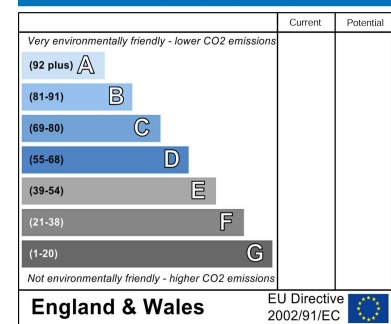 Current Potential
Very environmentally friendly - lower CO2 emissions
(92 plus) A
(81-91) B
(69-80) C
(55-68) D
(39-54) E
(21-38) F
(1-20) G
Not environmentally friendly - higher CO2 emissions
England & Wales
EU Directive
2002/91/EC